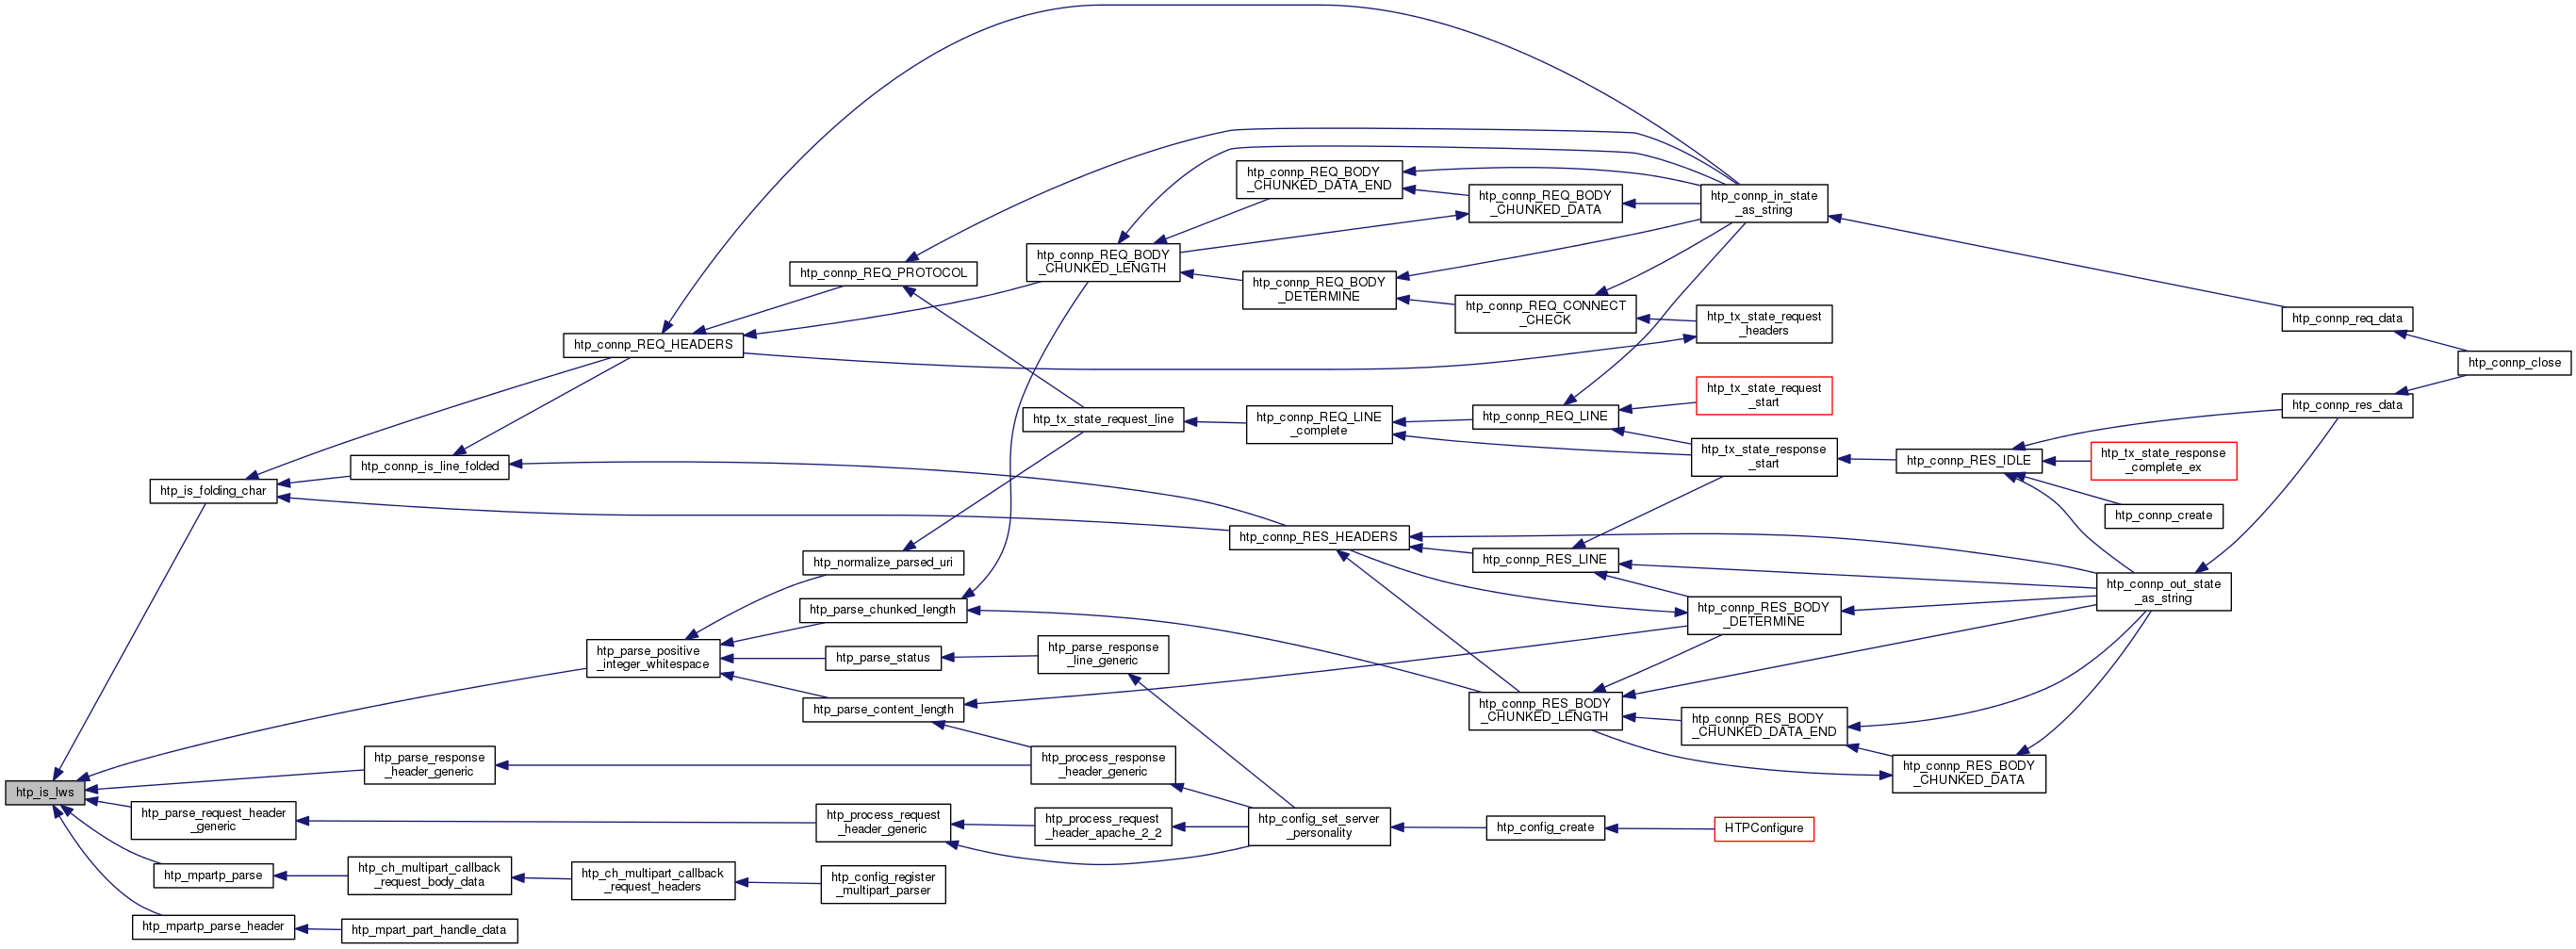 htp_is_lws
htp_is_folding_char
htp_parse_request_header
_generic
htp_mpartp_parse
htp_mpartp_parse_header
htp_connp_is_line_folded
htp_parse_response
_header_generic
htp_ch_multipart_callback
_request_body_data
htp_mpart_part_handle_data
htp_connp_REQ_HEADERS
htp_parse_positive
_integer_whitespace
htp_ch_multipart_callback
_request_headers
htp_connp_REQ_PROTOCOL
htp_normalize_parsed_uri
htp_parse_chunked_length
htp_parse_status
htp_parse_content_length
htp_process_request
_header_generic
htp_config_register
_multipart_parser
htp_connp_REQ_BODY
_CHUNKED_LENGTH
htp_tx_state_request_line
htp_parse_response
_line_generic
htp_process_response
_header_generic
htp_process_request
_header_apache_2_2
htp_connp_REQ_BODY
_CHUNKED_DATA_END
htp_connp_REQ_BODY
_DETERMINE
htp_connp_REQ_LINE
_complete
htp_connp_RES_HEADERS
htp_config_set_server
_personality
htp_connp_REQ_BODY
_CHUNKED_DATA
htp_connp_REQ_CONNECT
_CHECK
htp_connp_REQ_LINE
htp_connp_RES_LINE
htp_connp_RES_BODY
_CHUNKED_LENGTH
htp_config_create
htp_connp_in_state
_as_string
htp_tx_state_request
_headers
htp_tx_state_request
_start
htp_tx_state_response
_start
htp_connp_RES_BODY
_DETERMINE
htp_connp_RES_BODY
_CHUNKED_DATA_END
HTPConfigure
htp_connp_RES_IDLE
htp_connp_RES_BODY
_CHUNKED_DATA
htp_tx_state_response
_complete_ex
htp_connp_create
htp_connp_out_state
_as_string
htp_connp_req_data
htp_connp_res_data
htp_connp_close